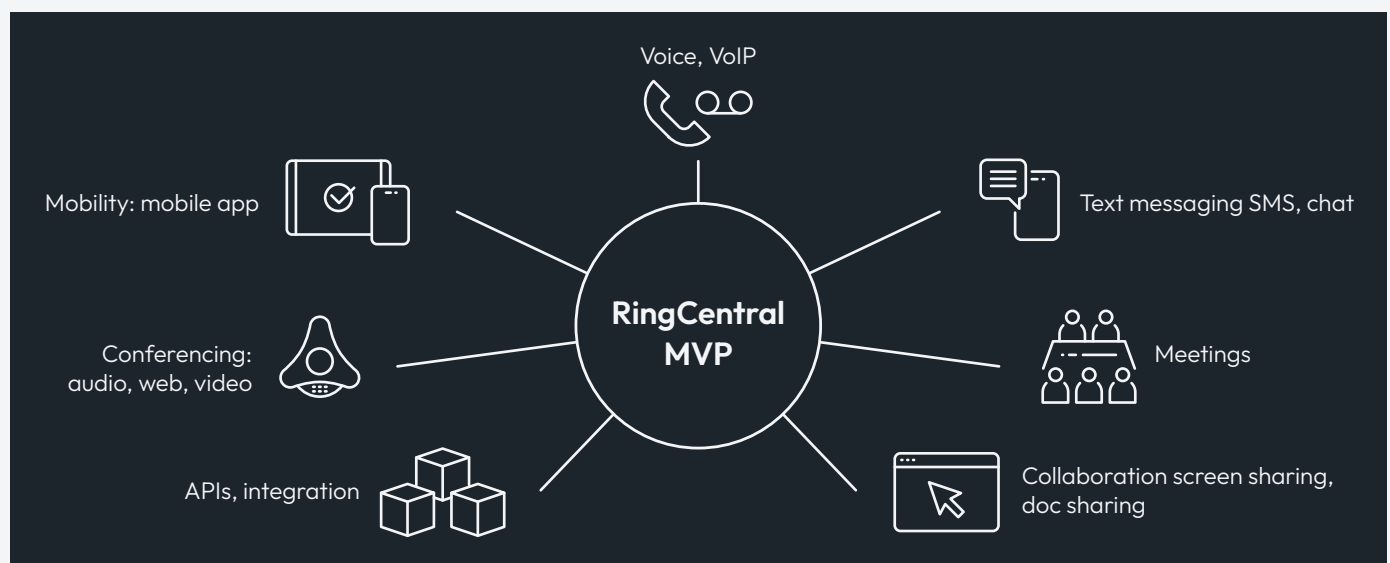 Voice, VoIP
Mobility: mobile app
Text messaging SMS, chat
RingCentral
MVP
Conferencing:
audio, web, video
Meetings
APIs, integration
Collaboration screen sharing,
doc sharing